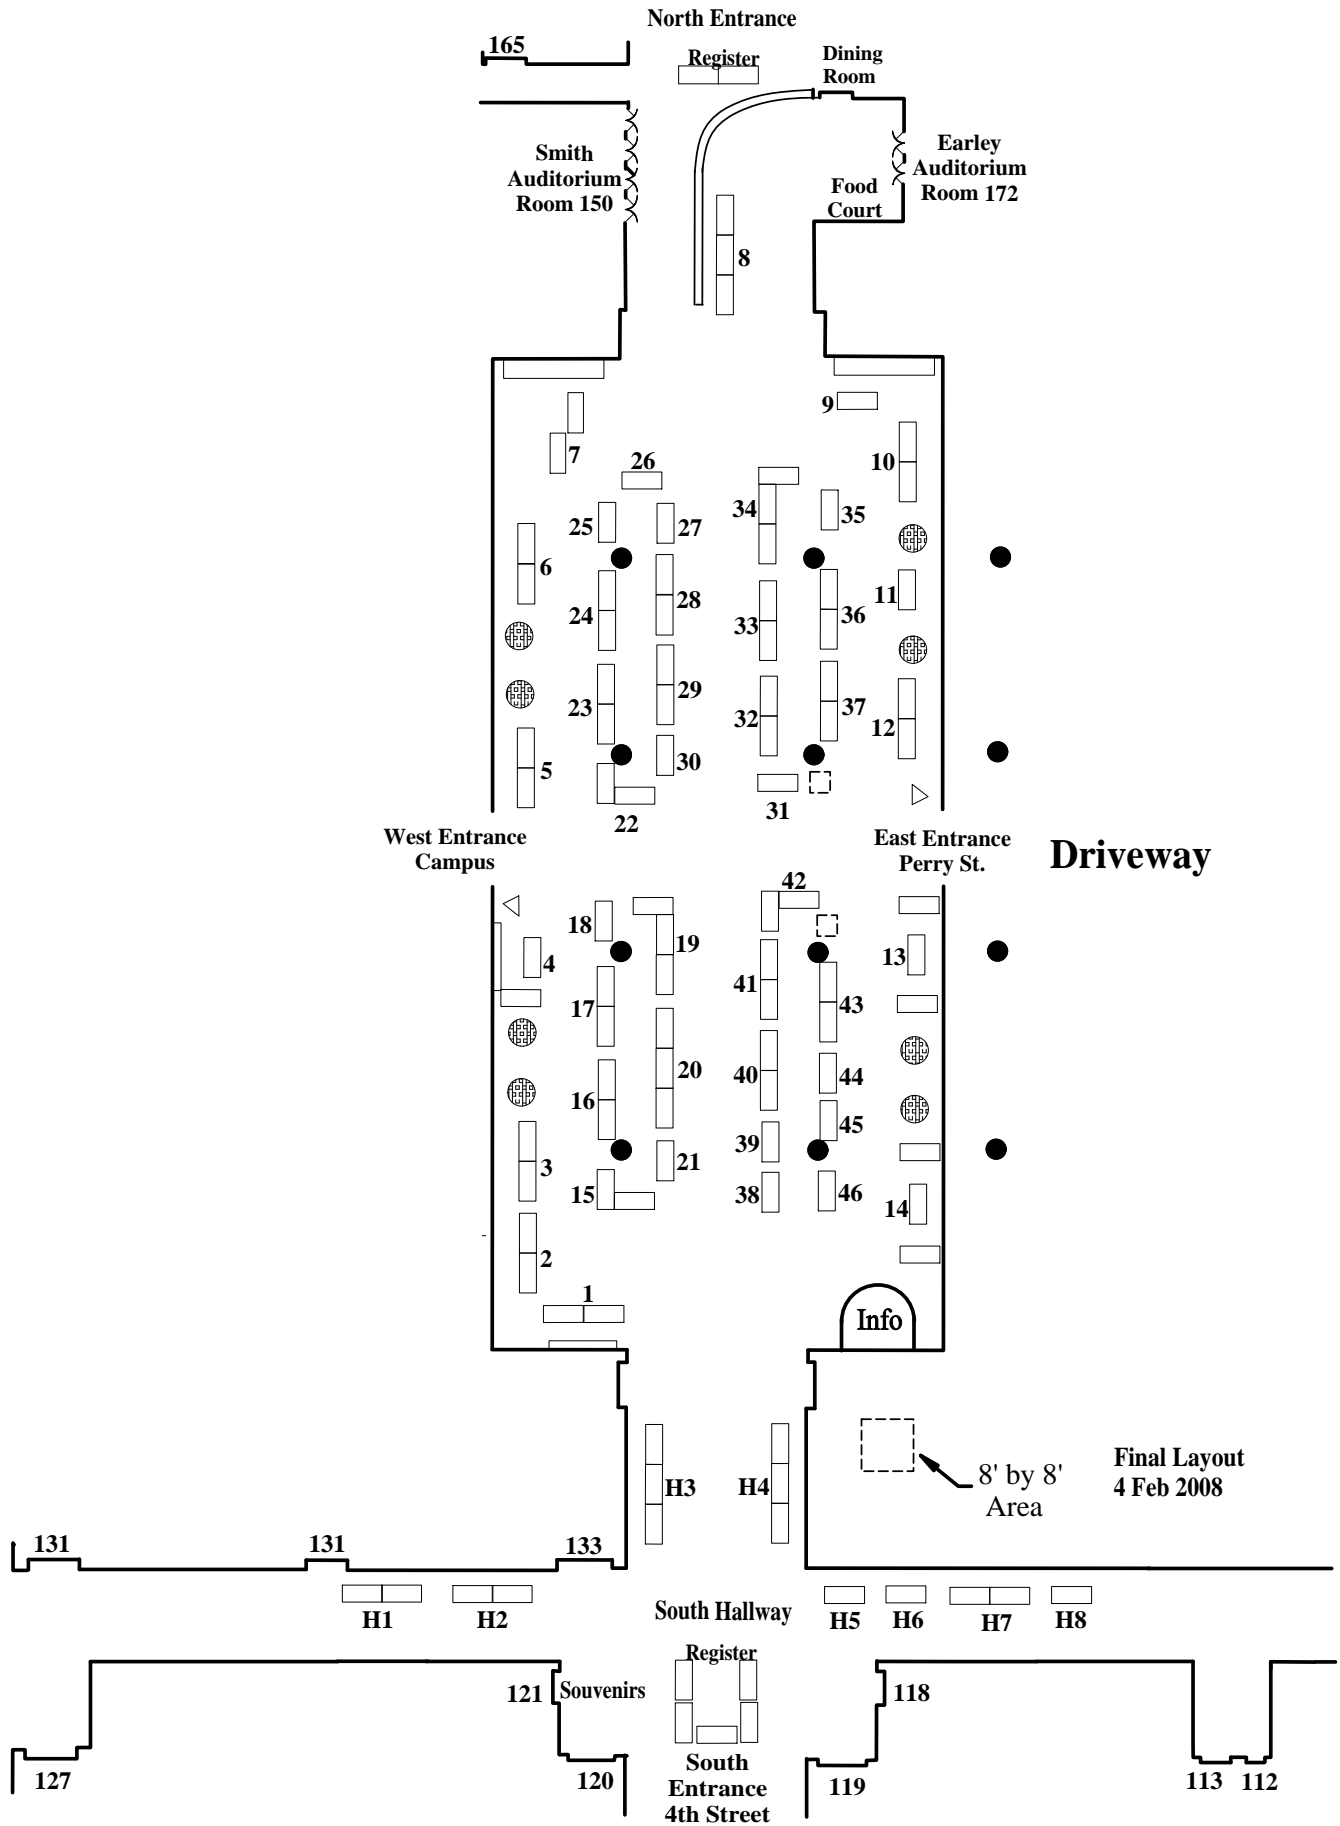 North Entrance
165
Register
Dining
Room
Smith
Auditorium
Room 150
Earley
Auditorium
Room 172
Food
Court
8
9
7
26
10
34
25
27
35
6
11
24
28
33
36
23
29
32
37
12
5
30
31
22
West Entrance
Campus
East Entrance
Perry St.
Driveway
42
18
19
4
13
17
41
43
20
40
44
16
45
39
3
21
15
38
46
14
2
1
Info
H3
H4
8' by 8'
Area
Final Layout
4 Feb 2008
131
131
133
H1
H2
South Hallway
H5
H6
H7
H8
Register
121
Souvenirs
118
127
120
South
Entrance
4th Street
119
113
112